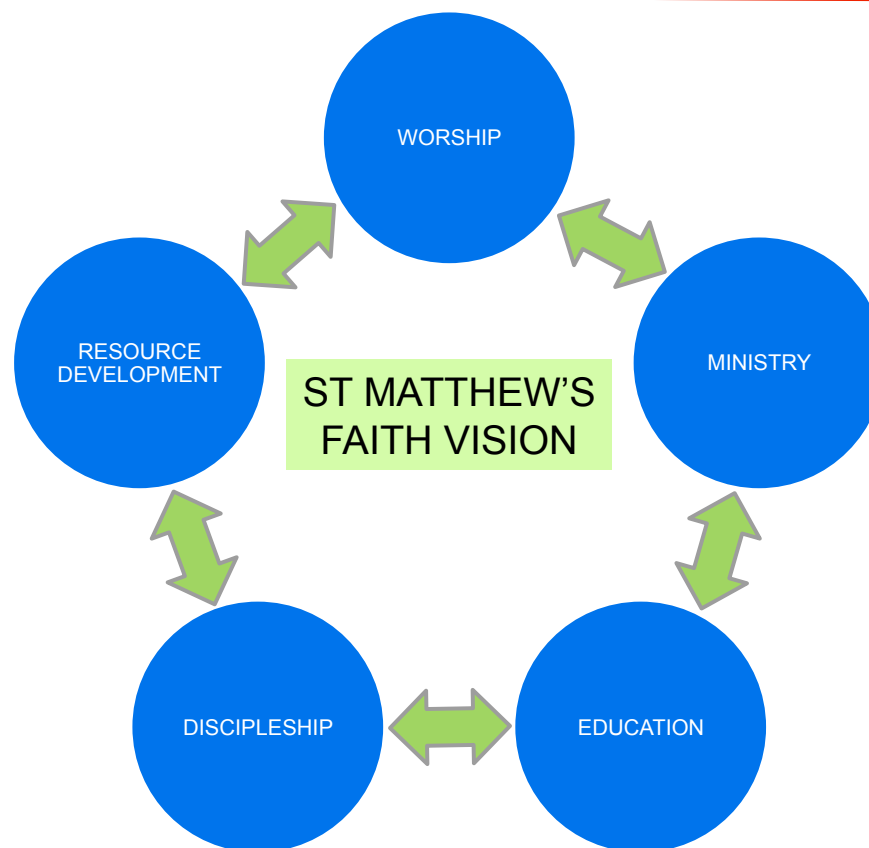 WORSHIP
RESOURCE
DEVELOPMENT
MINISTRY
ST MATTHEW’S
FAITH VISION
DISCIPLESHIP
EDUCATION